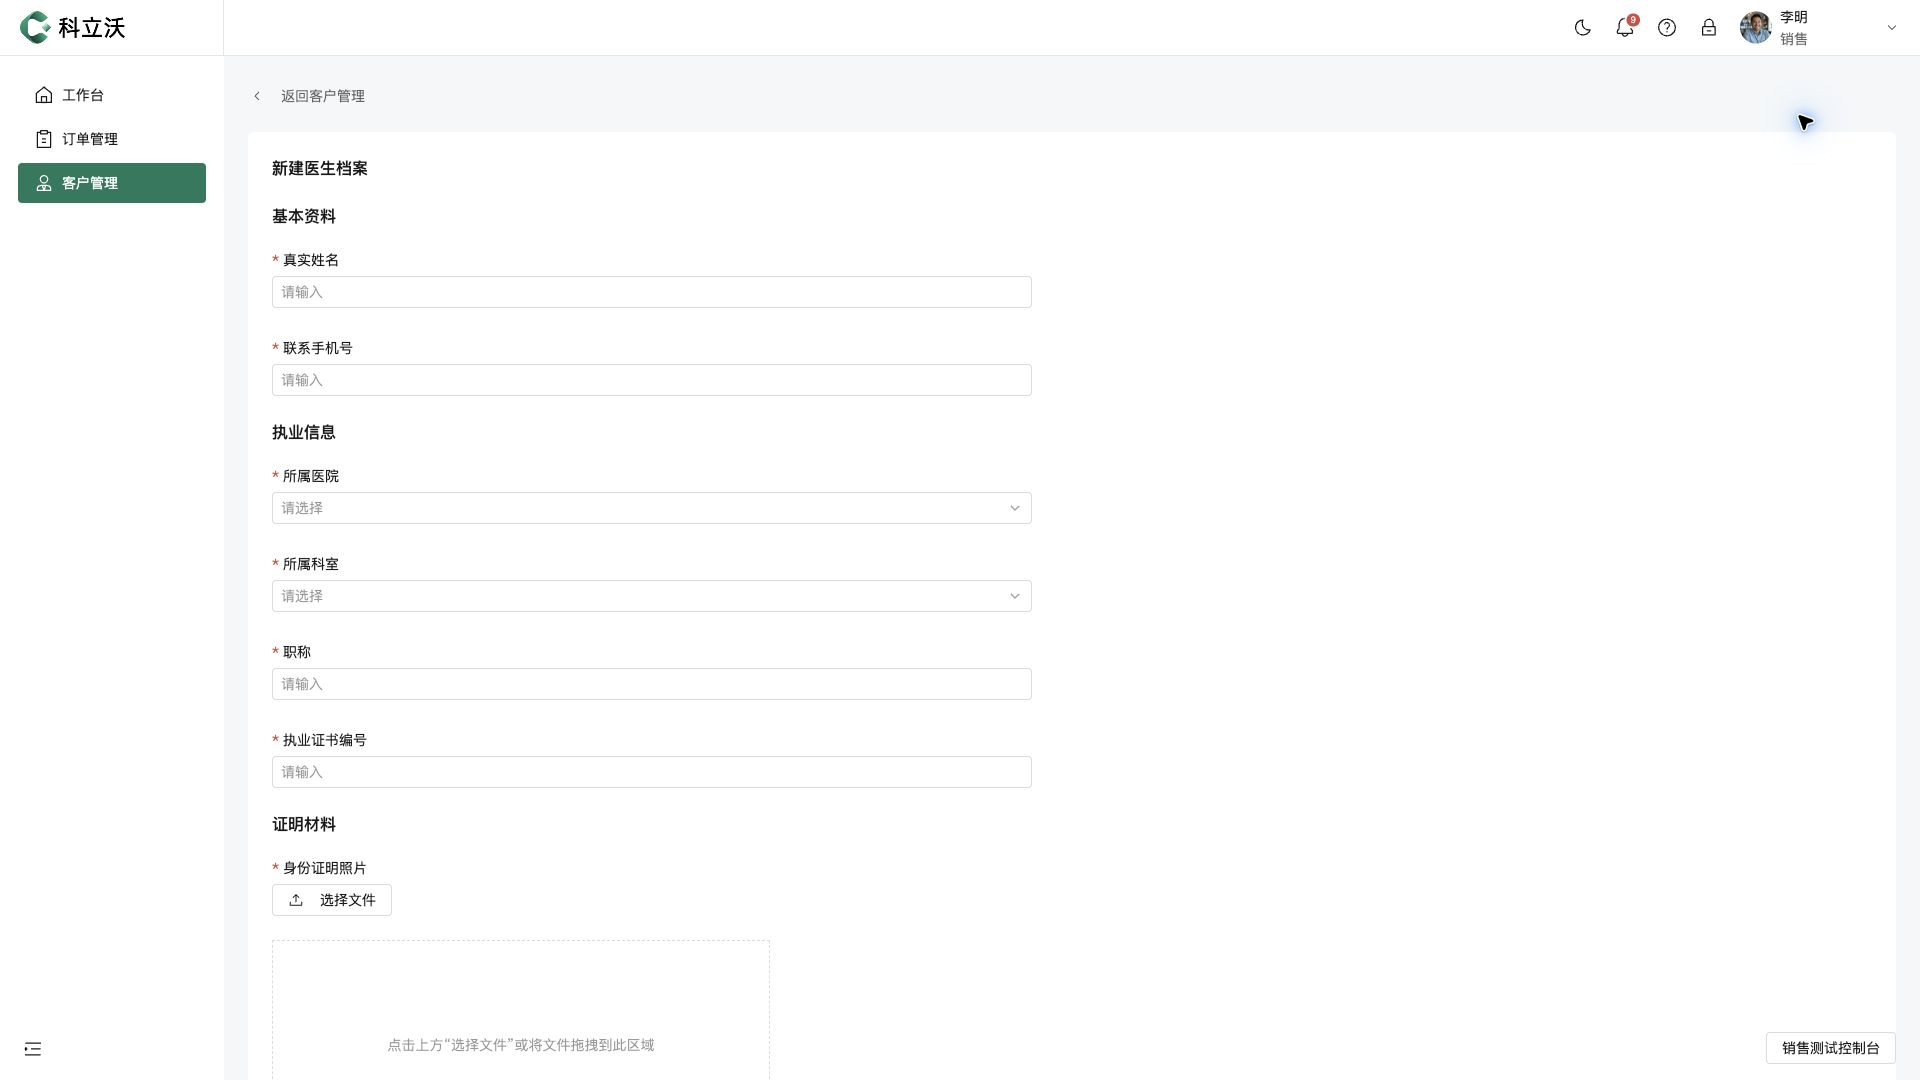 科立沃
9
李明
销售
工作台
订单管理
客户管理
返回客户管理
新建医生档案
基本资料
* 真实姓名
请输入
* 联系手机号
请输入
执业信息
* 所属医院
请选择
* 所属科室
请选择
* 职称
请输入
* 执业证书编号
请输入
证明材料
* 身份证明照片
选择文件
点击上方“选择文件”或将文件拖拽到此区域
销售测试控制台